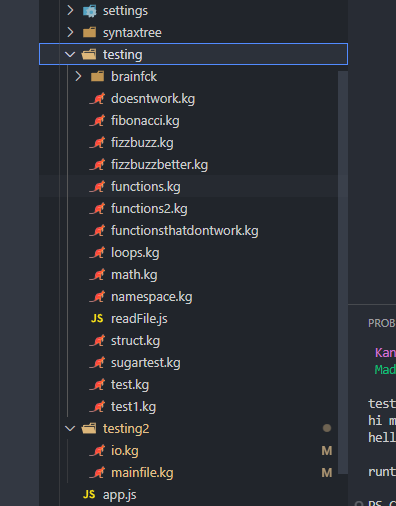 settings
syntaxtree
testing
brainfck
doesntwork.kg
fibonacci.kg
fizzbuzz.kg
fizzbuzzbetter.kg
functions.kg
functions2.kg
functionsthatdontwork.kg
loops.kg
math.kg
namespace.kg
JS readFile.js
struct.kg
sugartest.kg
test.kg
test1.kg
testing2
io.kg M
mainfile.kg M
JS app.js
PROB
Kan
Mad
test
hi m
hell
runt
PS C